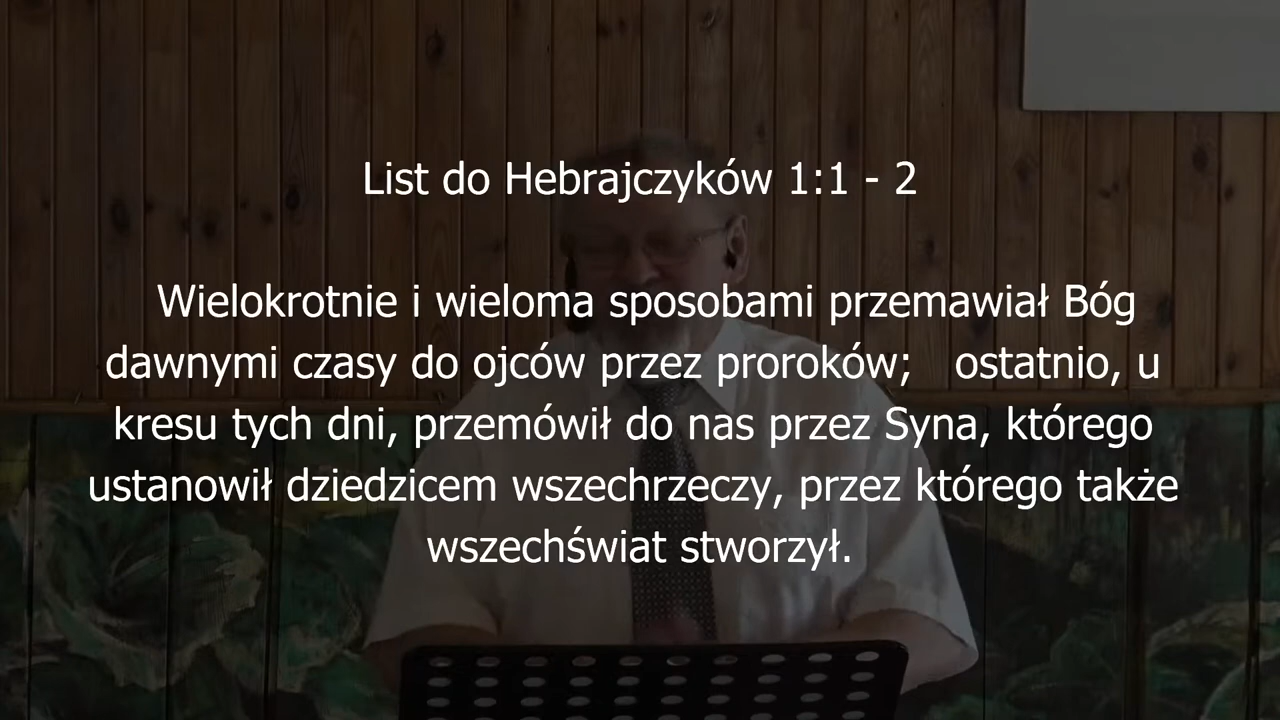 List do Hebrajczyków 1:1 - 2
Wielokrotnie i wieloma sposobami przemawiał Bóg
dawnymi czasy do ojców przez proroków; ostatnio, u
kresu tych dni, przemówił do nas przez Syna, którego
ustanowił dziedzicem wszechrzeczy, przez którego także
wszechświat stworzył.